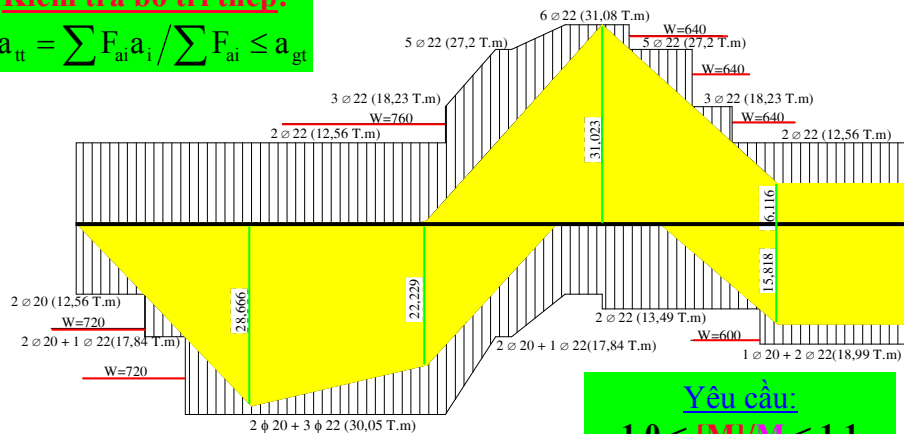 Kiểm tra bố trí thép:
a_tt = ∑F_ai a_i / ∑F_ai ≤ a_gt
6 ⌀ 22 (31,08 T.m)
W=640
5 ⌀ 22 (27,2 T.m)
5 ⌀ 22 (27,2 T.m)
W=640
3 ⌀ 22 (18,23 T.m)
3 ⌀ 22 (18,23 T.m)
W=760
W=640
2 ⌀ 22 (12,56 T.m)
2 ⌀ 22 (12,56 T.m)
31,023
6,116
28,666
22,229
15,818
2 ⌀ 20 (12,56 T.m)
W=720
2 ⌀ 22 (13,49 T.m)
2 ⌀ 20 + 1 ⌀ 22(17,84 T.m)
2 ⌀ 20 + 1 ⌀ 22(17,84 T.m)
W=600
1 ⌀ 20 + 2 ⌀ 22(18,99 T.m)
W=720
2 ϕ 20 + 3 ϕ 22 (30,05 T.m)
Yêu cầu:
1,0 ≤ [M]/M ≤ 1,1